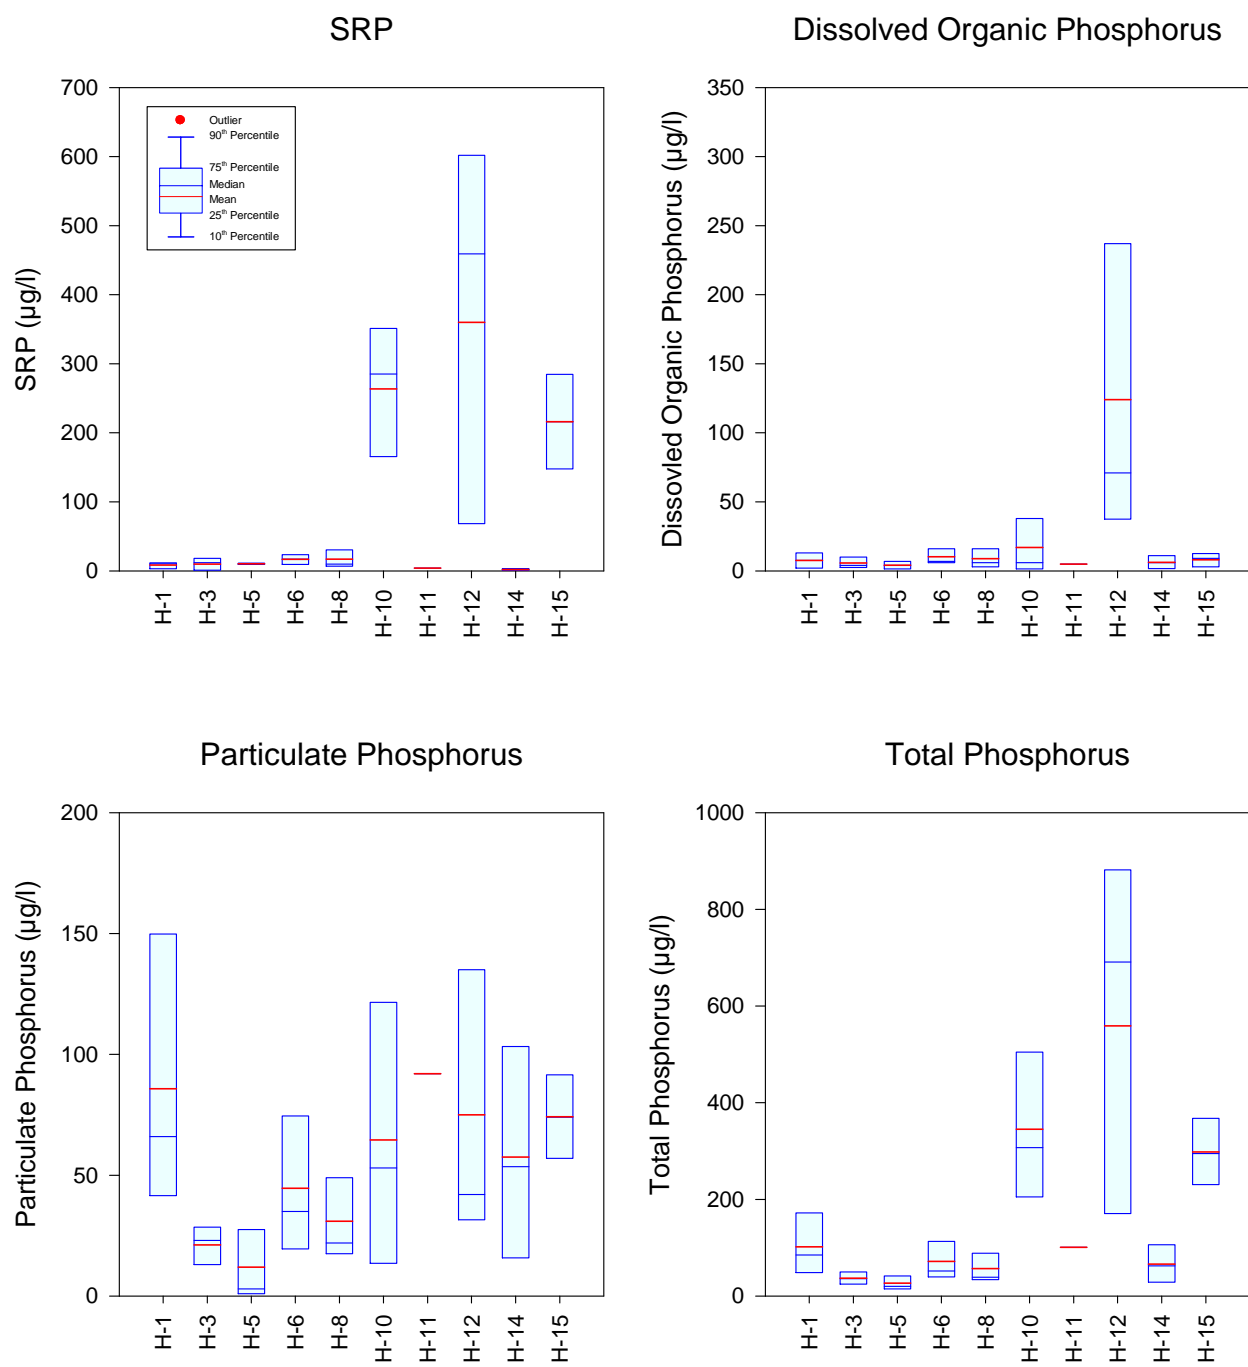 SRP
Dissolved Organic Phosphorus
SRP (µg/l)
700
600
500
400
300
200
100
0
Outlier
90th Percentile
75th Percentile
Median
Mean
25th Percentile
10th Percentile
H-1
H-3
H-5
H-6
H-8
H-10
H-11
H-12
H-14
H-15
Dissovled Organic Phosphorus (µg/l)
350
300
250
200
150
100
50
0
H-1
H-3
H-5
H-6
H-8
H-10
H-11
H-12
H-14
H-15
Particulate Phosphorus
Total Phosphorus
Particulate Phosphorus (µg/l)
200
150
100
50
0
H-1
H-3
H-5
H-6
H-8
H-10
H-11
H-12
H-14
H-15
Total Phosphorus (µg/l)
1000
800
600
400
200
0
H-1
H-3
H-5
H-6
H-8
H-10
H-11
H-12
H-14
H-15